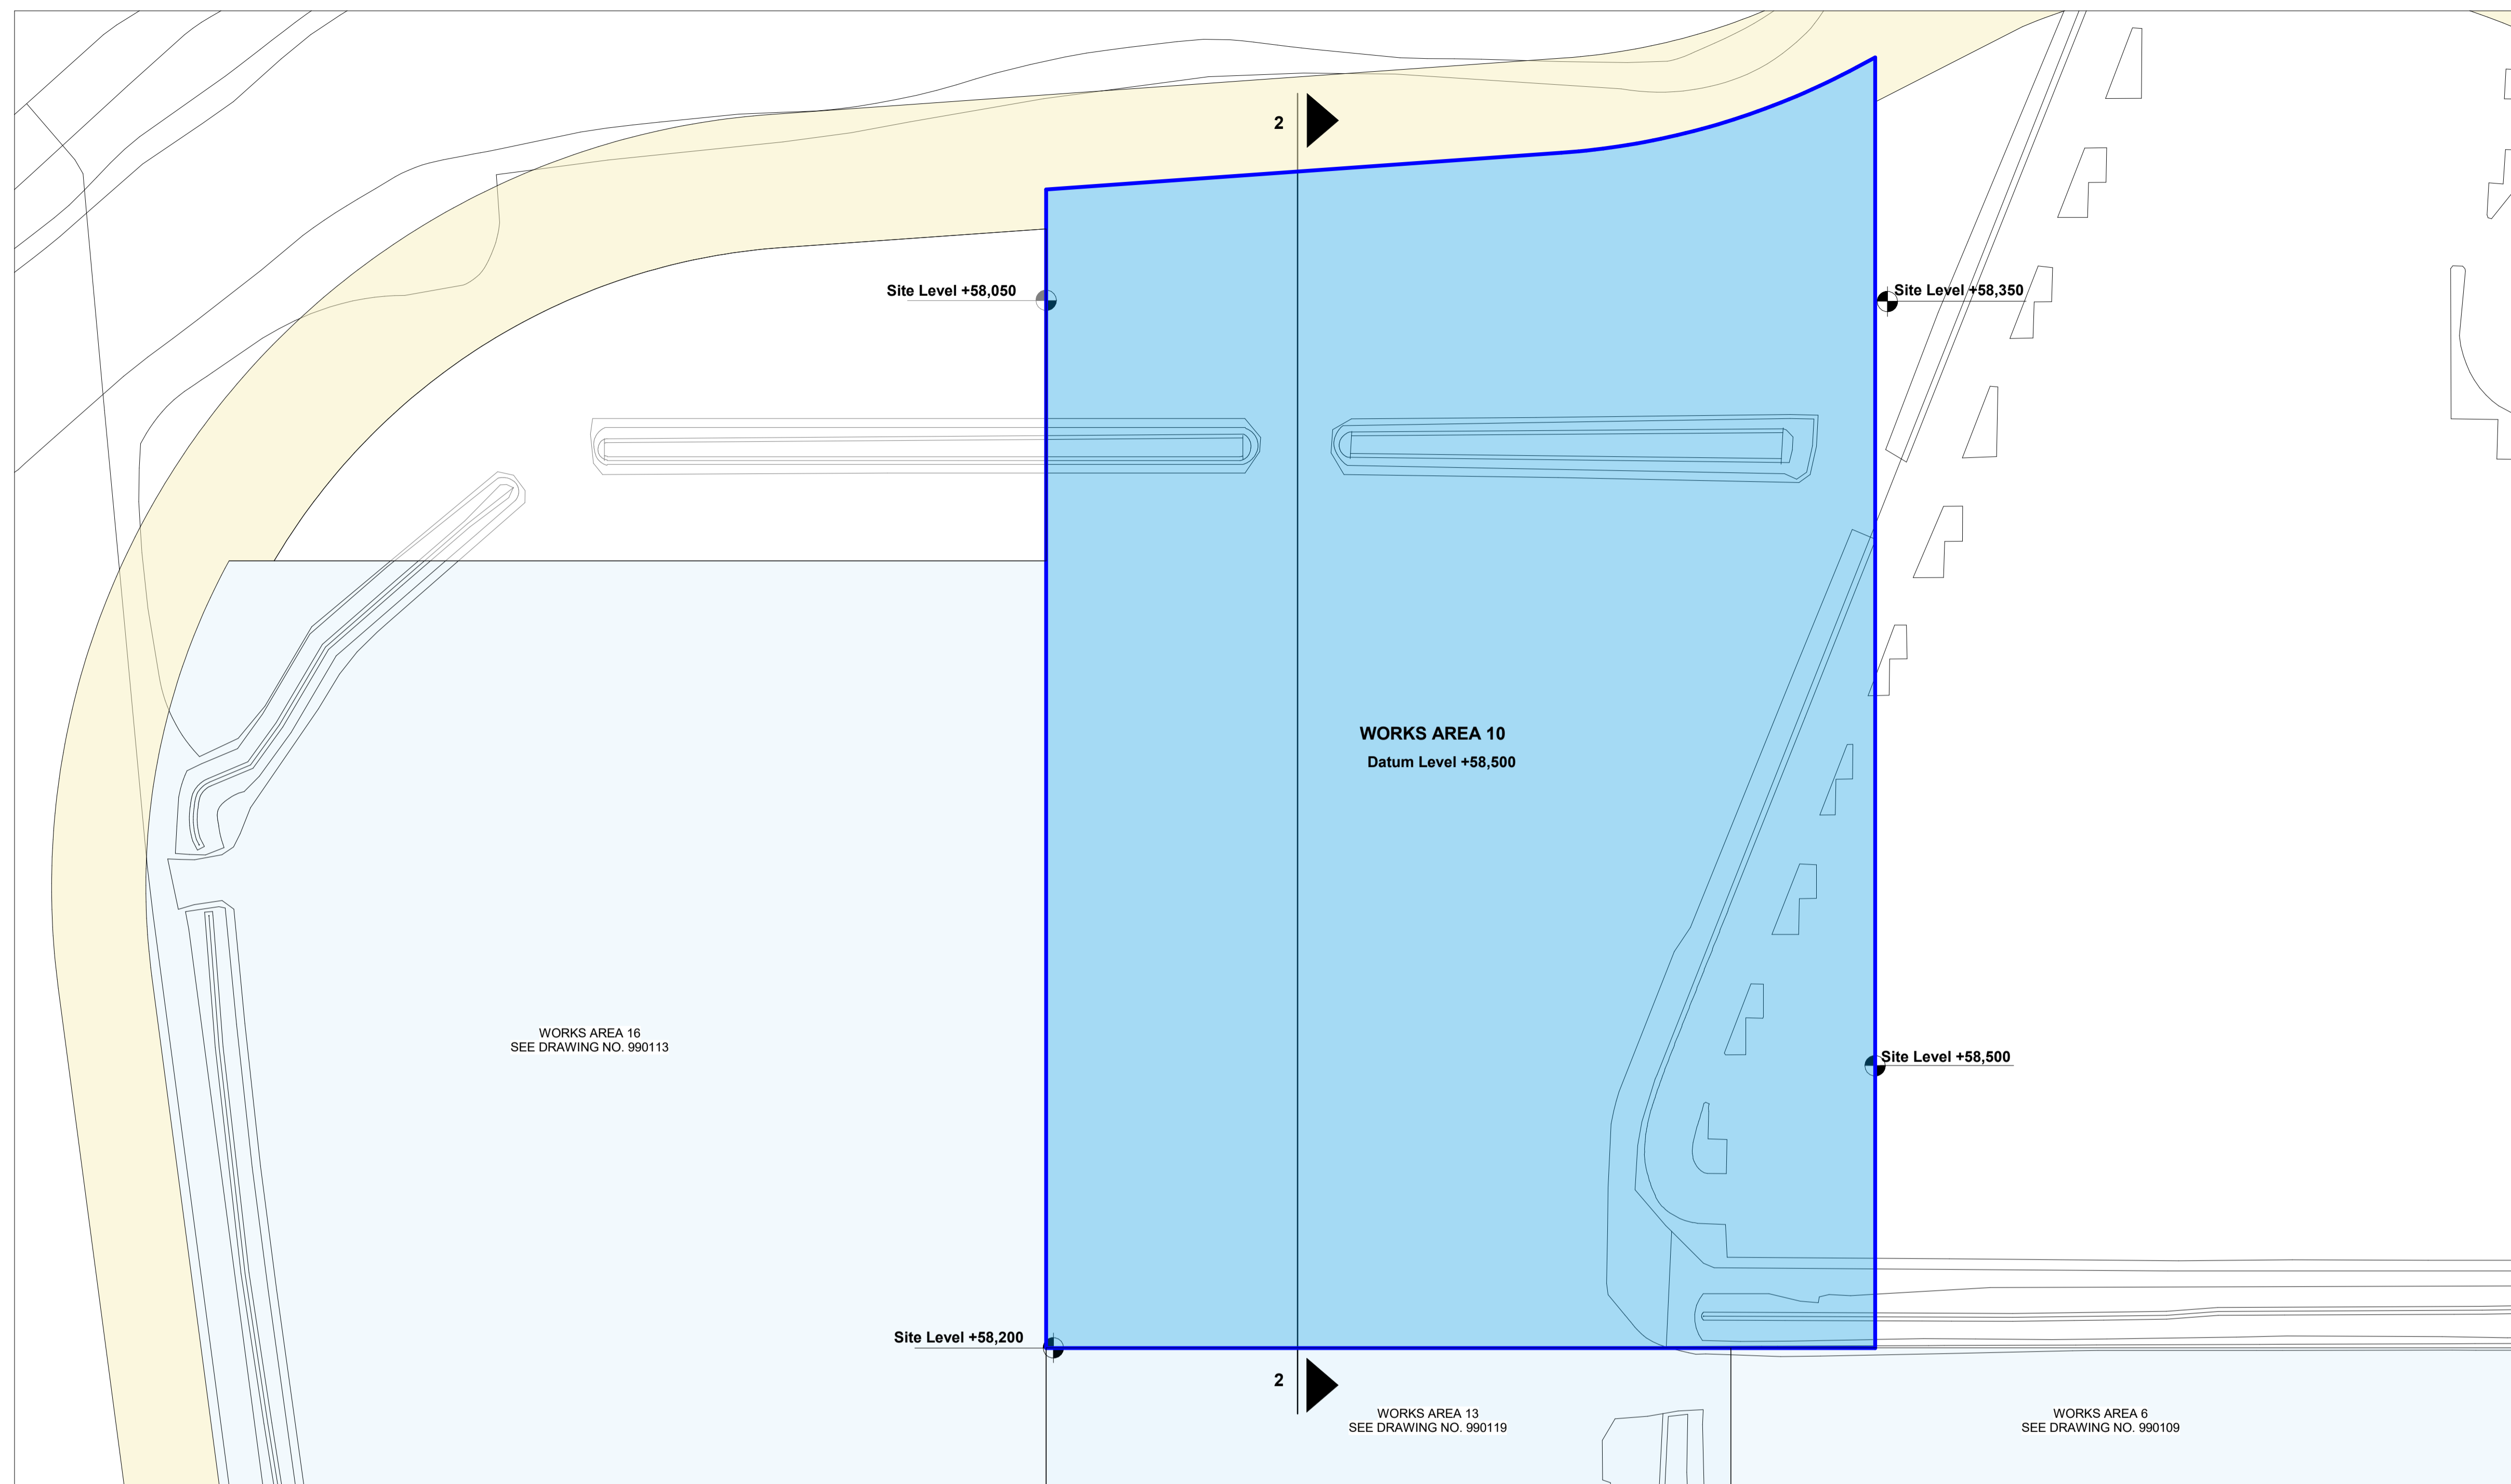 2
Site Level +58,050
Site Level +58,350
WORKS AREA 10
Datum Level +58,500
WORKS AREA 16
SEE DRAWING NO. 990113
Site Level +58,500
Site Level +58,200
2
WORKS AREA 13
SEE DRAWING NO. 990119
WORKS AREA 6
SEE DRAWING NO. 990109